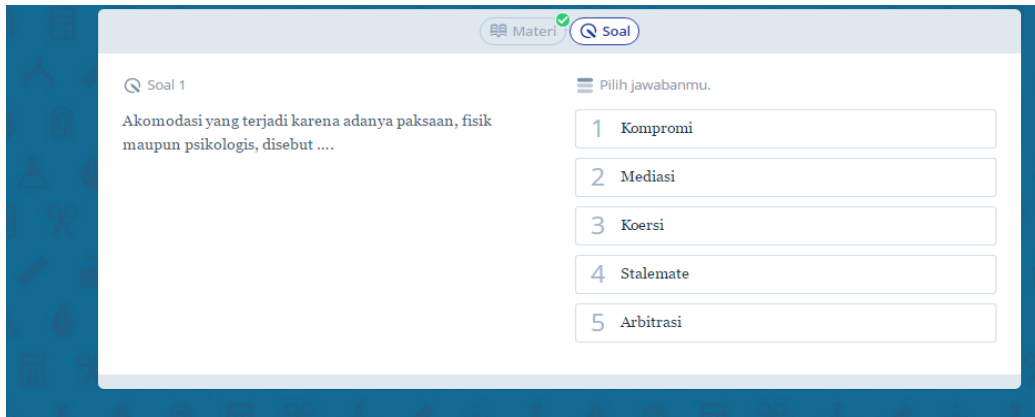 Materi
Soal
Soal 1
Akomodasi yang terjadi karena adanya paksaan, fisik
maupun psikologis, disebut ....
Pilih jawabanmu.
1 Kompromi
2 Mediasi
3 Koersi
4 Stalemate
5 Arbitrasi